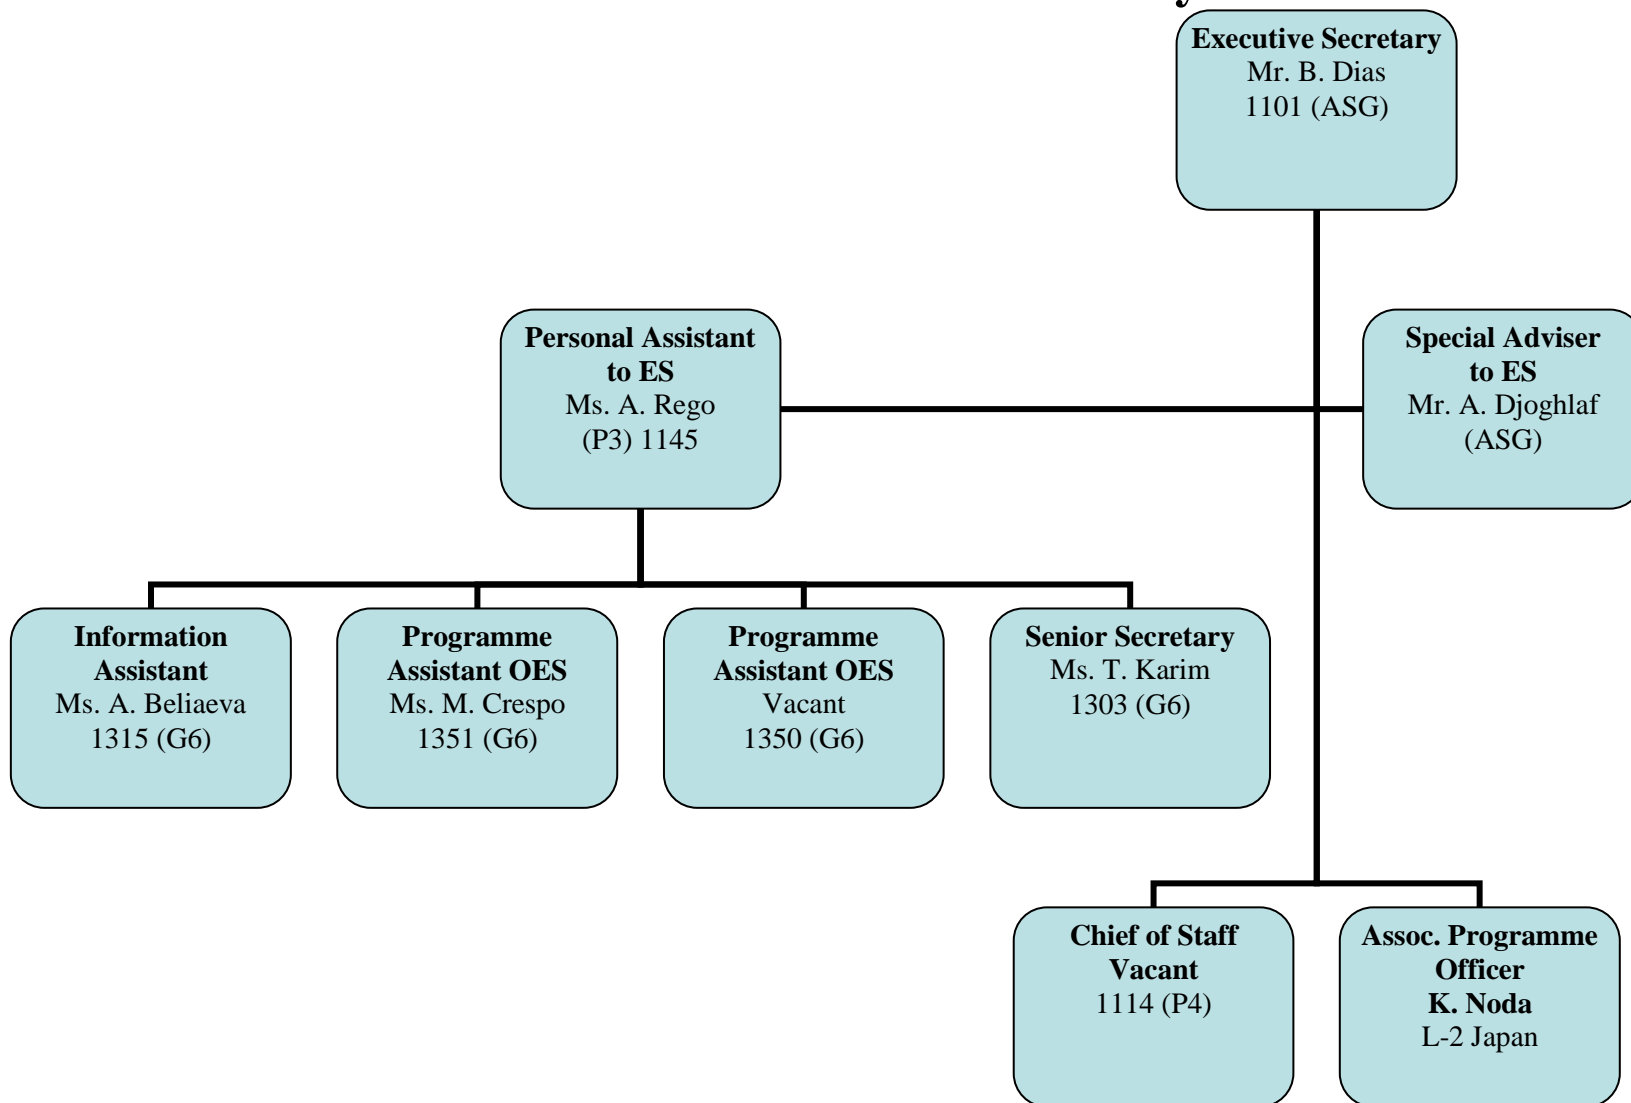 Executive Secretary
Mr. B. Dias
1101 (ASG)
Personal Assistant
to ES
Ms. A. Rego
(P3) 1145
Special Adviser
to ES
Mr. A. Djoghlaf
(ASG)
Information
Assistant
Ms. A. Beliaeva
1315 (G6)
Programme
Assistant OES
Ms. M. Crespo
1351 (G6)
Programme
Assistant OES
Vacant
1350 (G6)
Senior Secretary
Ms. T. Karim
1303 (G6)
Chief of Staff
Vacant
1114 (P4)
Assoc. Programme
Officer
K. Noda
L-2 Japan